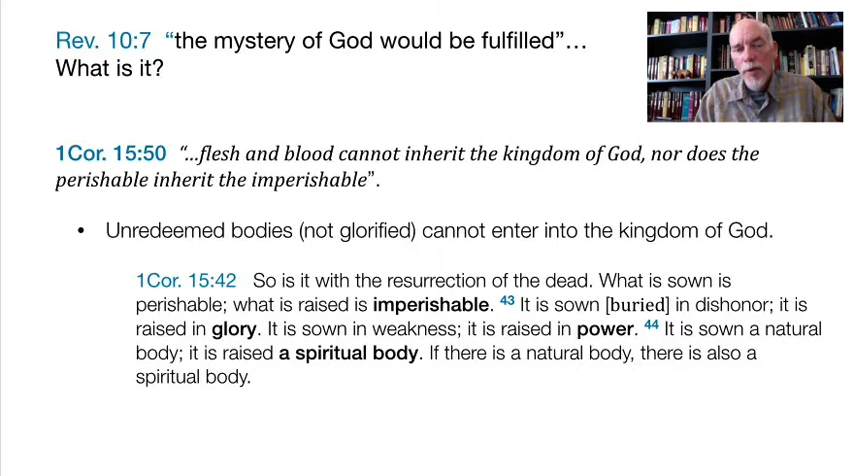 Rev. 10:7 “the mystery of God would be fulfilled”…
What is it?
1Cor. 15:50 “...flesh and blood cannot inherit the kingdom of God, nor does the
perishable inherit the imperishable”.
• Unredeemed bodies (not glorified) cannot enter into the kingdom of God.
1Cor. 15:42 So is it with the resurrection of the dead. What is sown is
perishable; what is raised is imperishable. 43 It is sown [buried] in dishonor; it is
raised in glory. It is sown in weakness; it is raised in power. 44 It is sown a natural
body; it is raised a spiritual body. If there is a natural body, there is also a
spiritual body.